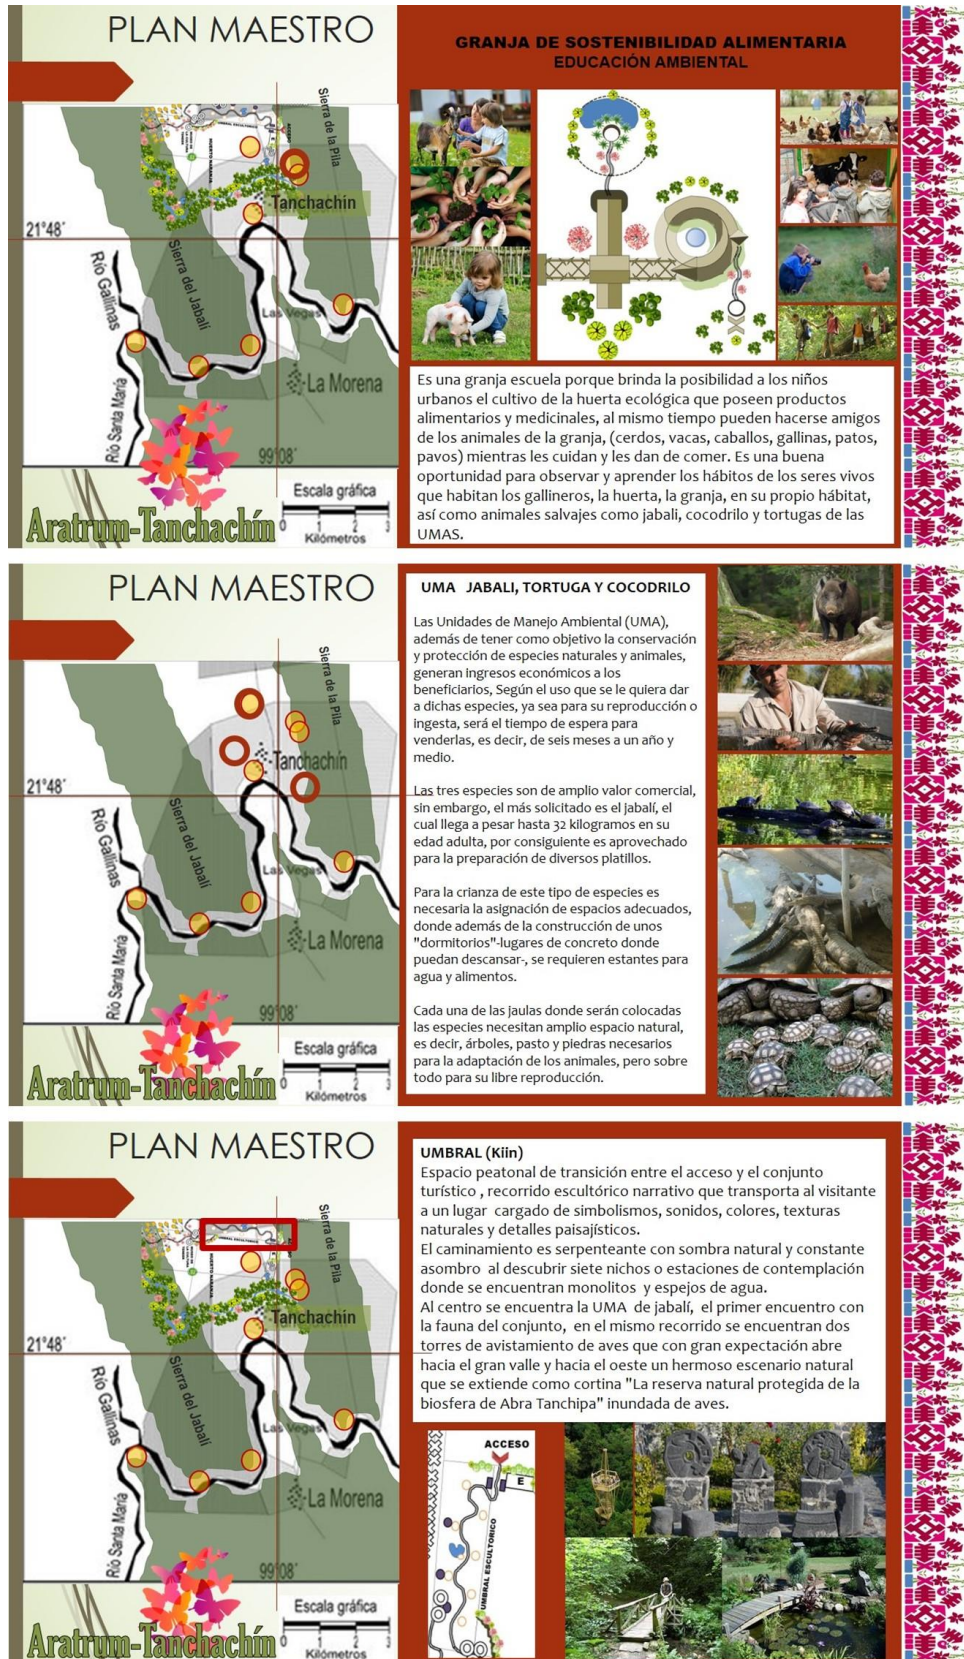 PLAN MAESTRO
Sierra de la Pila
UMBRAL ESCULTORICO
HUERTO NARANJO
ACCESO
Tanchachín
21°48'
Río Gallinas
Sierra del Jabalí
Las Vegas
La Morena
Río Santa María
99°08'
Escala gráfica
0 1 2 3
Kilómetros
Aratrum-Tanchachín
GRANJA DE SOSTENIBILIDAD ALIMENTARIA
EDUCACIÓN AMBIENTAL
Es una granja escuela porque brinda la posibilidad a los niños
urbanos el cultivo de la huerta ecológica que poseen productos
alimentarios y medicinales, al mismo tiempo pueden hacerse amigos
de los animales de la granja, (cerdos, vacas, caballos, gallinas, patos,
pavos) mientras les cuidan y les dan de comer. Es una buena
oportunidad para observar y aprender los hábitos de los seres vivos
que habitan los gallineros, la huerta, la granja, en su propio hábitat,
así como animales salvajes como jabali, cocodrilo y tortugas de las
UMAS.
PLAN MAESTRO
Sierra de la Pila
Tanchachín
21°48'
Río Gallinas
Sierra del Jabalí
Las Vegas
La Morena
Río Santa María
99°08'
Escala gráfica
0 1 2 3
Kilómetros
Aratrum-Tanchachín
UMA JABALI, TORTUGA Y COCODRILO
Las Unidades de Manejo Ambiental (UMA),
además de tener como objetivo la conservación
y protección de especies naturales y animales,
generan ingresos económicos a los
beneficiarios, Según el uso que se le quiera dar
a dichas especies, ya sea para su reproducción o
ingesta, será el tiempo de espera para
venderlas, es decir, de seis meses a un año y
medio.
Las tres especies son de amplio valor comercial,
sin embargo, el más solicitado es el jabalí, el
cual llega a pesar hasta 32 kilogramos en su
edad adulta, por consiguiente es aprovechado
para la preparación de diversos platillos.
Para la crianza de este tipo de especies es
necesaria la asignación de espacios adecuados,
donde además de la construcción de unos
"dormitorios"-lugares de concreto donde
puedan descansar-, se requieren estantes para
agua y alimentos.
Cada una de las jaulas donde serán colocadas
las especies necesitan amplio espacio natural,
es decir, árboles, pasto y piedras necesarios
para la adaptación de los animales, pero sobre
todo para su libre reproducción.
PLAN MAESTRO
Sierra de la Pila
UMBRAL ESCULTORICO
HUERTO NARANJO
Tanchachín
21°48'
Río Gallinas
Sierra del Jabalí
Las Vegas
La Morena
Río Santa María
99°08'
Escala gráfica
0 1 2 3
Kilómetros
Aratrum-Tanchachín
UMBRAL (Kiin)
Espacio peatonal de transición entre el acceso y el conjunto
turístico , recorrido escultórico narrativo que transporta al visitante
a un lugar cargado de simbolismos, sonidos, colores, texturas
naturales y detalles paisajísticos.
El caminamiento es serpenteante con sombra natural y constante
asombro al descubrir siete nichos o estaciones de contemplación
donde se encuentran monolitos y espejos de agua.
Al centro se encuentra la UMA de jabalí, el primer encuentro con
la fauna del conjunto, en el mismo recorrido se encuentran dos
torres de avistamiento de aves que con gran expectación abre
hacia el gran valle y hacia el oeste un hermoso escenario natural
que se extiende como cortina "La reserva natural protegida de la
biosfera de Abra Tanchipa" inundada de aves.
ACCESO
E
UMBRAL ESCULTORICO